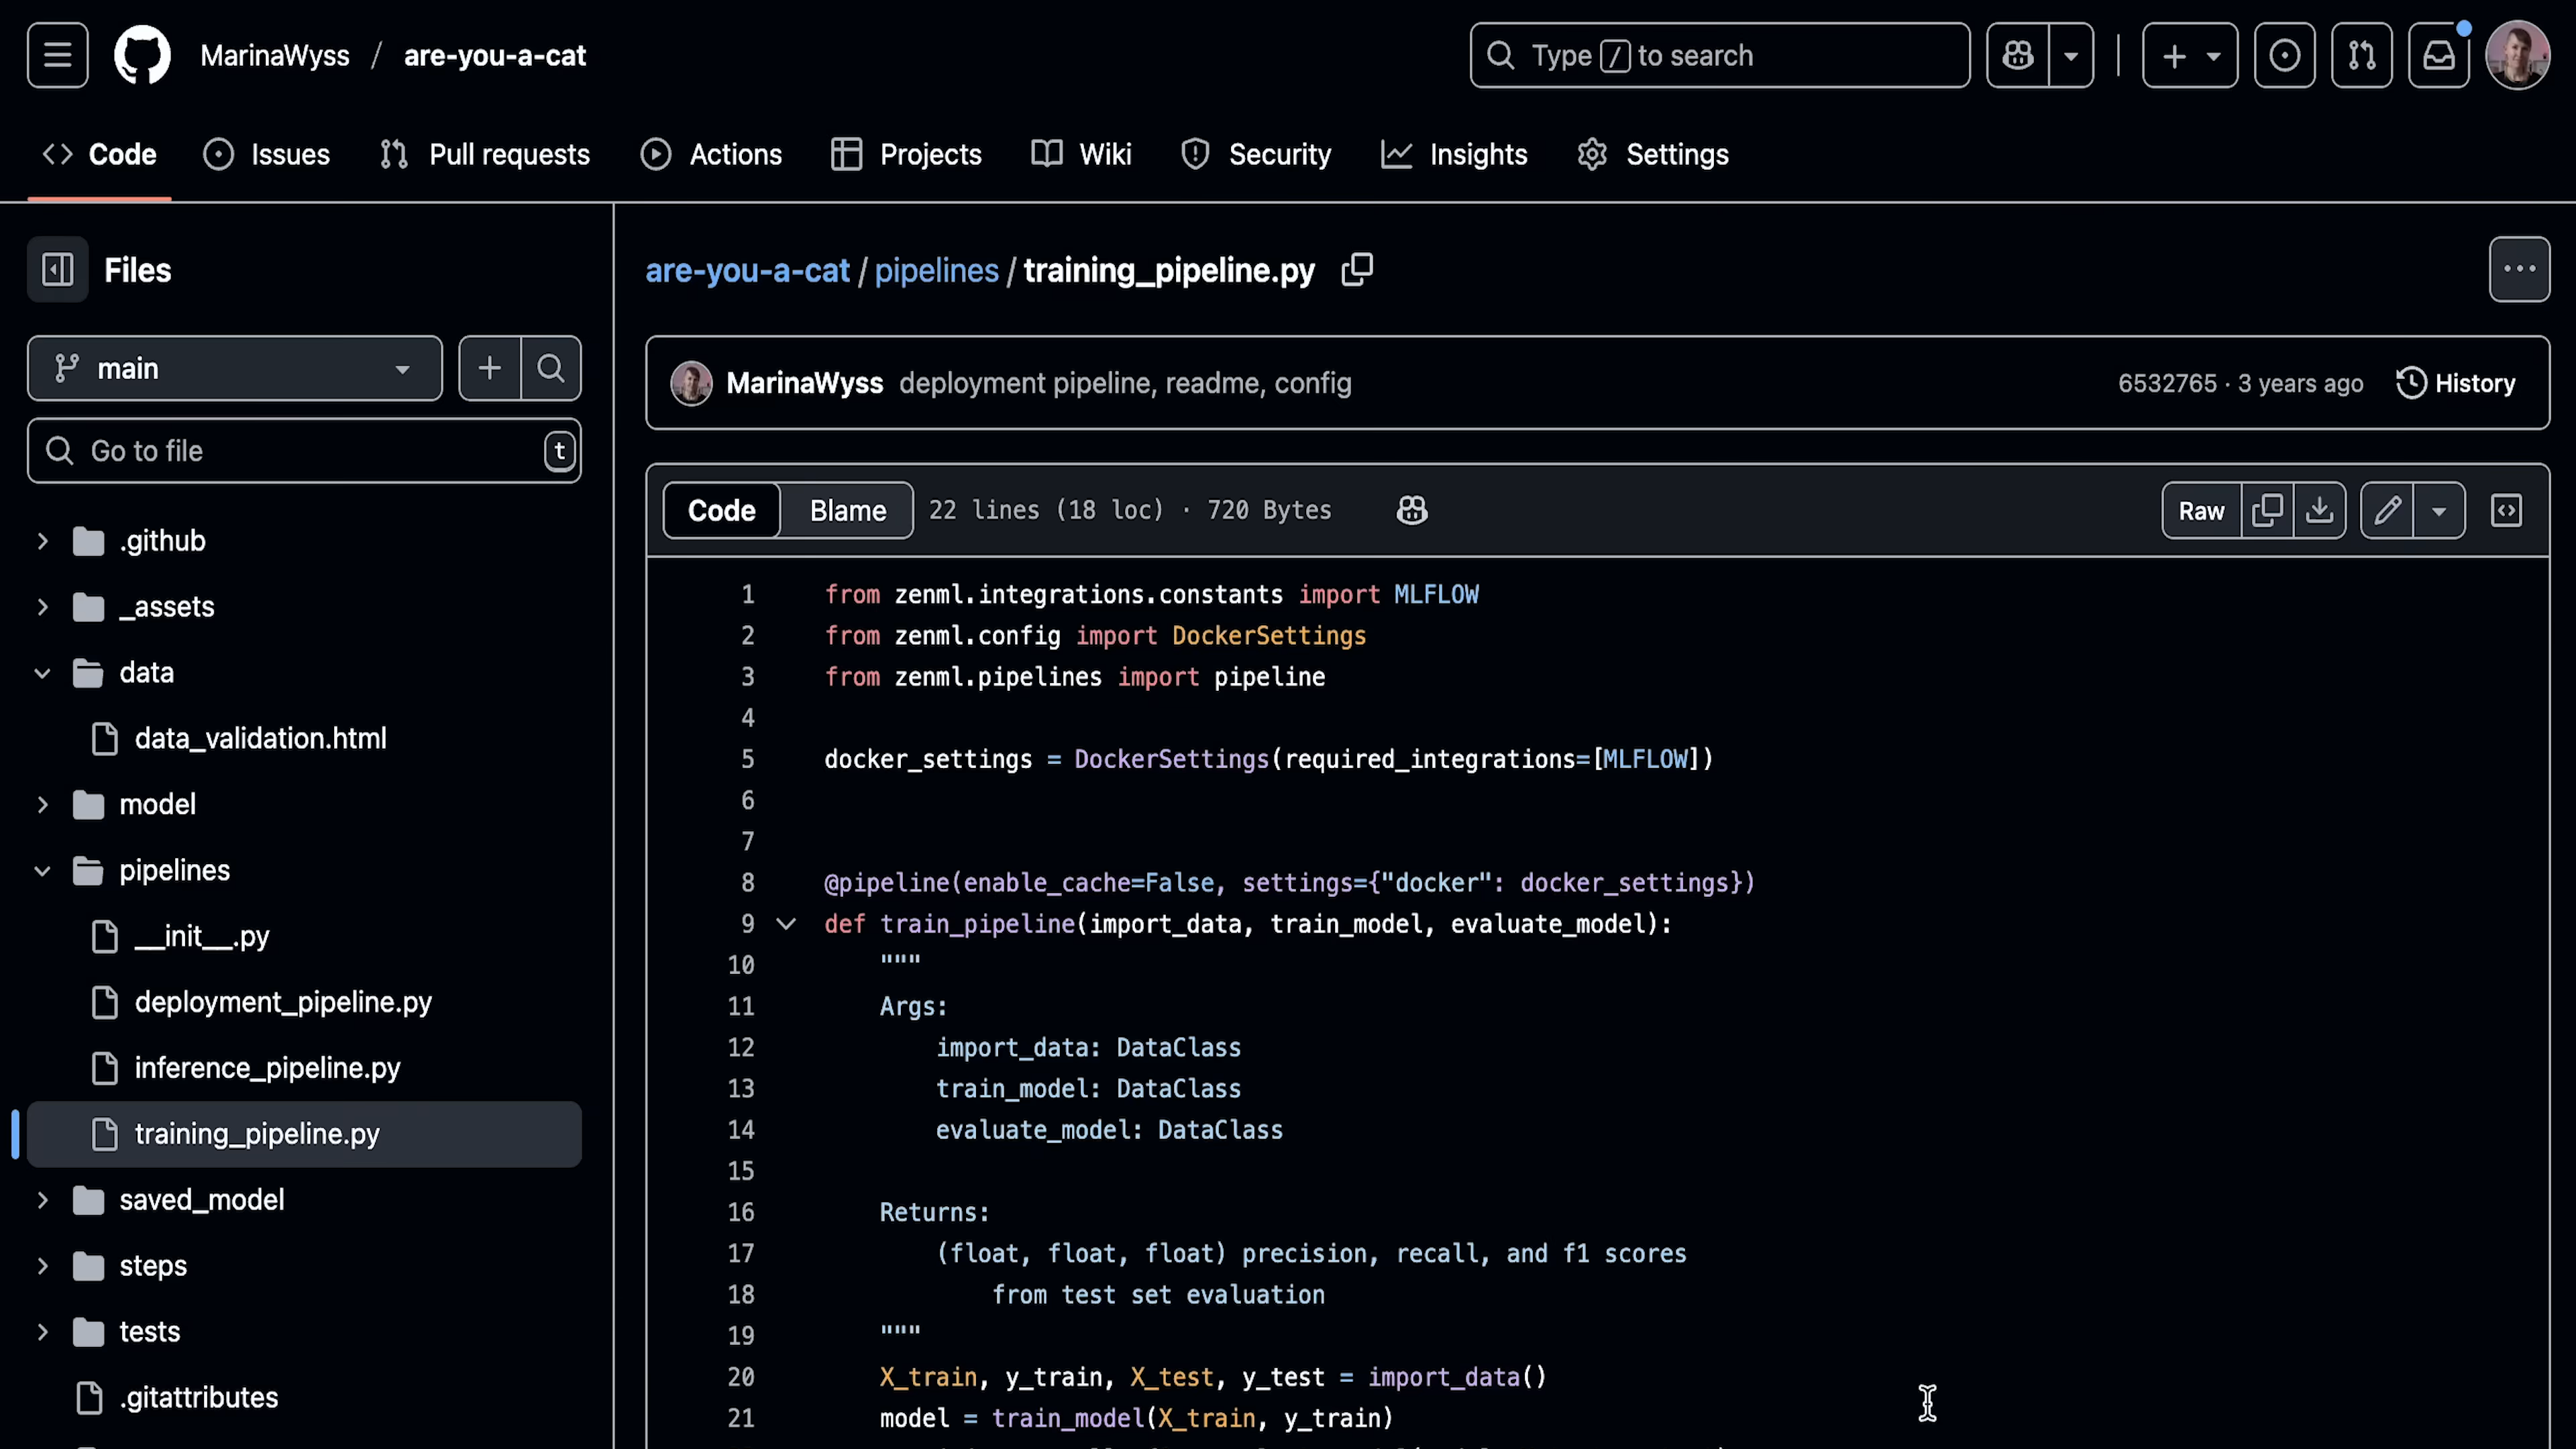 MarinaWyss / are-you-a-cat
Type / to search
Code
Issues
Pull requests
Actions
Projects
Wiki
Security
Insights
Settings
Files
main
Go to file
t
.github
_assets
data
data_validation.html
model
pipelines
__init__.py
deployment_pipeline.py
inference_pipeline.py
training_pipeline.py
saved_model
steps
tests
.gitattributes
are-you-a-cat / pipelines / training_pipeline.py
MarinaWyss deployment pipeline, readme, config
6532765 · 3 years ago
History
Code
Blame
22 lines (18 loc) · 720 Bytes
Raw
1 from zenml.integrations.constants import MLFLOW
2 from zenml.config import DockerSettings
3 from zenml.pipelines import pipeline
4
5 docker_settings = DockerSettings(required_integrations=[MLFLOW])
6
7
8 @pipeline(enable_cache=False, settings={"docker": docker_settings})
9 def train_pipeline(import_data, train_model, evaluate_model):
10 """
11 Args:
12 import_data: DataClass
13 train_model: DataClass
14 evaluate_model: DataClass
15
16 Returns:
17 (float, float, float) precision, recall, and f1 scores
18 from test set evaluation
19 """
20 X_train, y_train, X_test, y_test = import_data()
21 model = train_model(X_train, y_train)